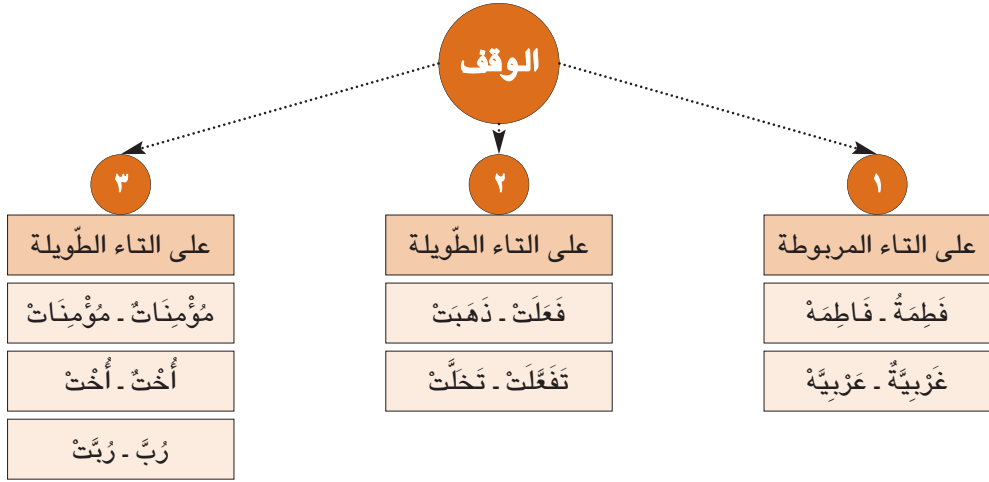 الوقف
١
على التاء المربوطة
فَطِمَةُ ـ فَاطِمَهْ
غَرْبِيَّةٌ ـ عَرْبِيَّهْ
٢
على التاء الطّويلة
فَعَلَتْ ـ ذَهَبَتْ
تَفَعَّلَتْ ـ تَخَلَّتْ
٣
على التاء الطّويلة
مُؤْمِنَاتٌ ـ مُؤْمِنَاتْ
أُخْتٌ ـ أُخْتْ
رُبَّ ـ رُبَّتْ